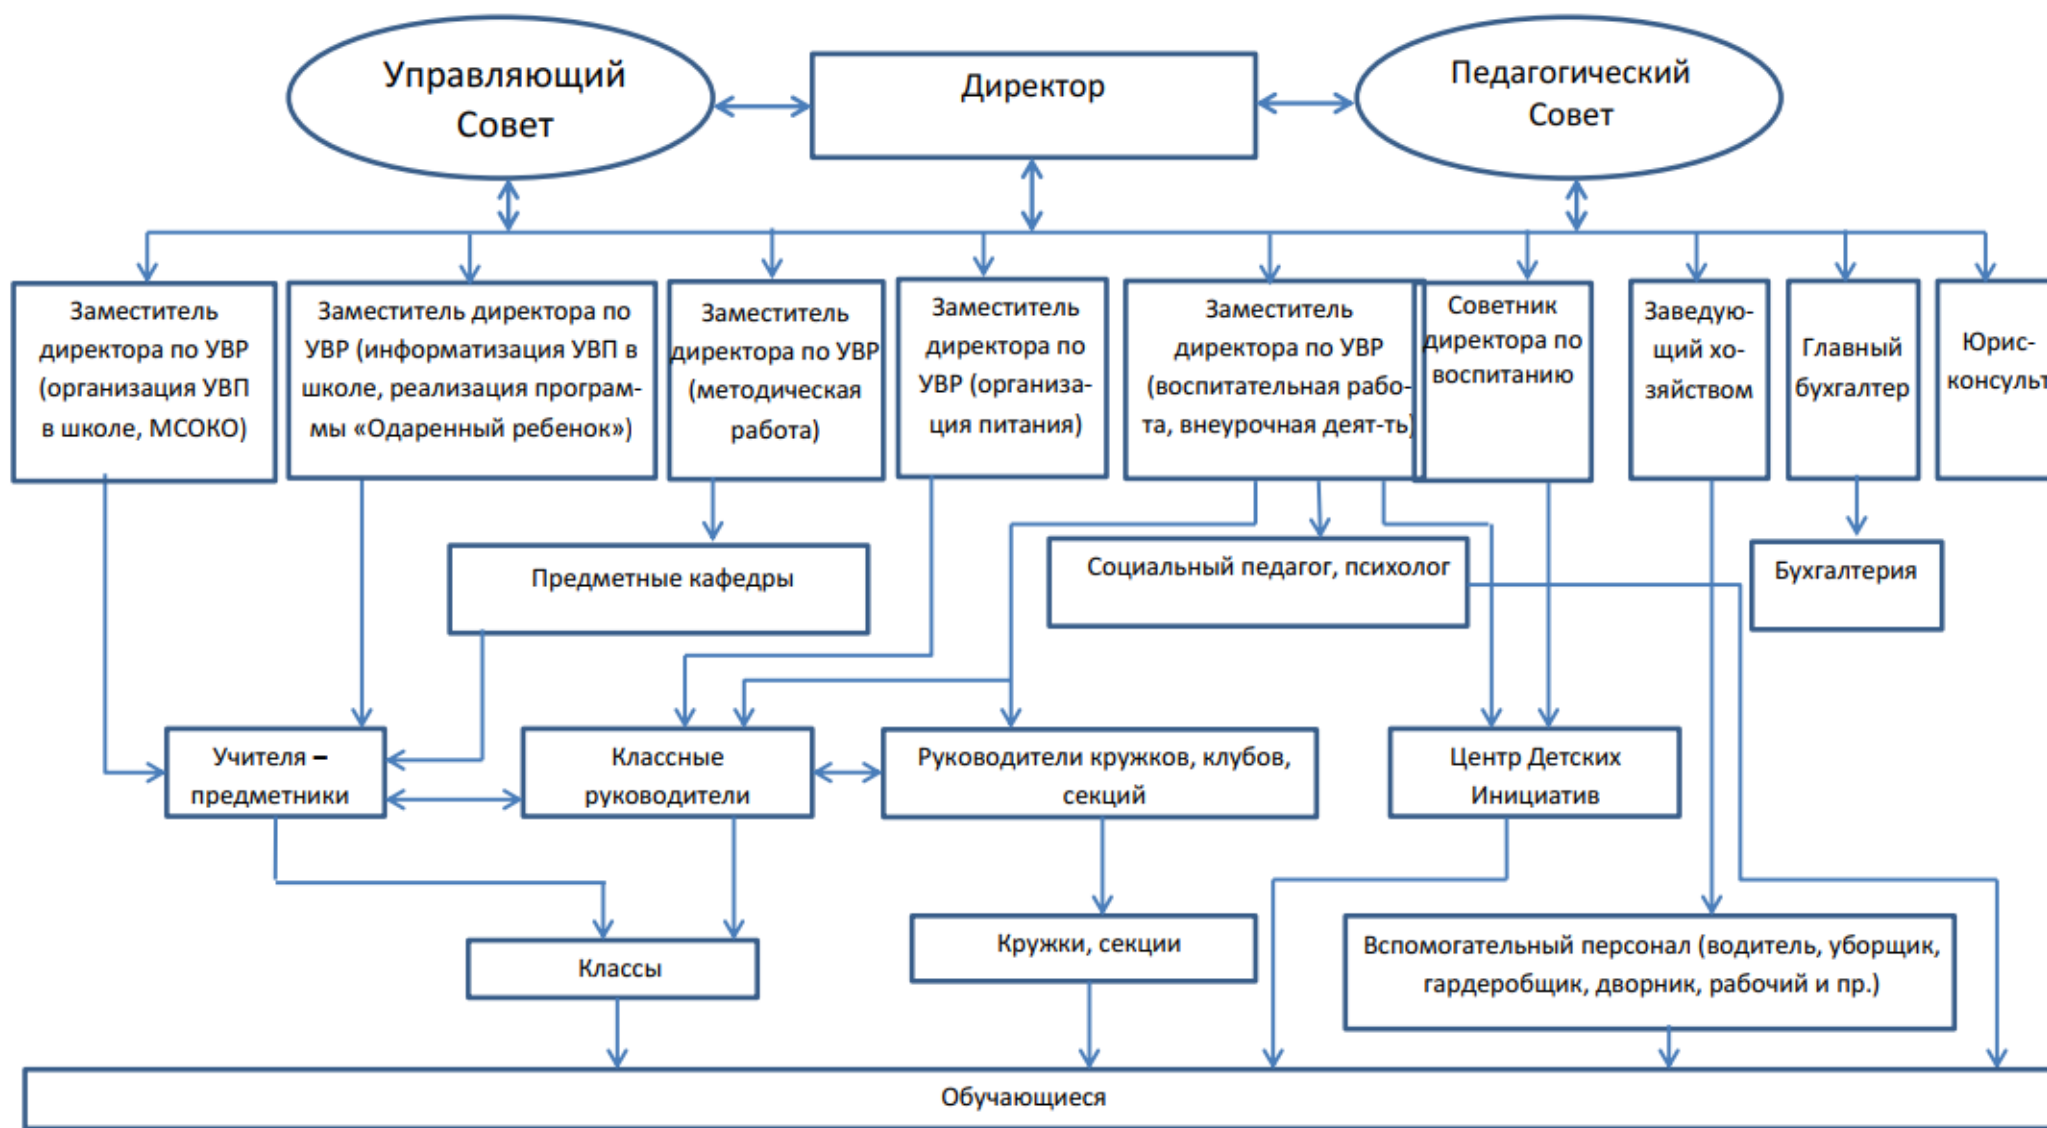 Управляющий
Совет
Директор
Педагогический
Совет
Заместитель
директора по УВР
(организация УВП
в школе, МСОКО)
Заместитель директора по
УВР (информатизация УВП в
школе, реализация програм-
мы «Одаренный ребенок»)
Заместитель
директора по УВР
(методическая
работа)
Заместитель
директора по
УВР (организа-
ция питания)
Заместитель
директора по УВР
(воспитательная рабо-
та, внеурочная деят-ть)
Советник
директора по
воспитанию
Заведую-
щий хо-
зяйством
Главный
бухгалтер
Юрис-
консульт
Предметные кафедры
Социальный педагог, психолог
Бухгалтерия
Учителя –
предметники
Классные
руководители
Руководители кружков, клубов,
секций
Центр Детских
Инициатив
Классы
Кружки, секции
Вспомогательный персонал (водитель, уборщик,
гардеробщик, дворник, рабочий и пр.)
Обучающиеся